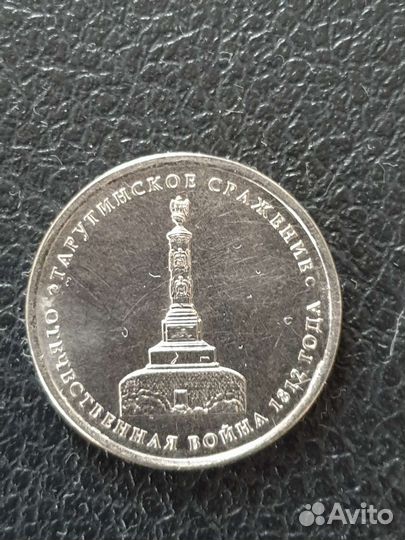 ТАРУТИНСКОЕ СРАЖЕНИЕ
ОТЕЧЕСТВЕННАЯ ВОЙНА 1812 ГОДА
Avito